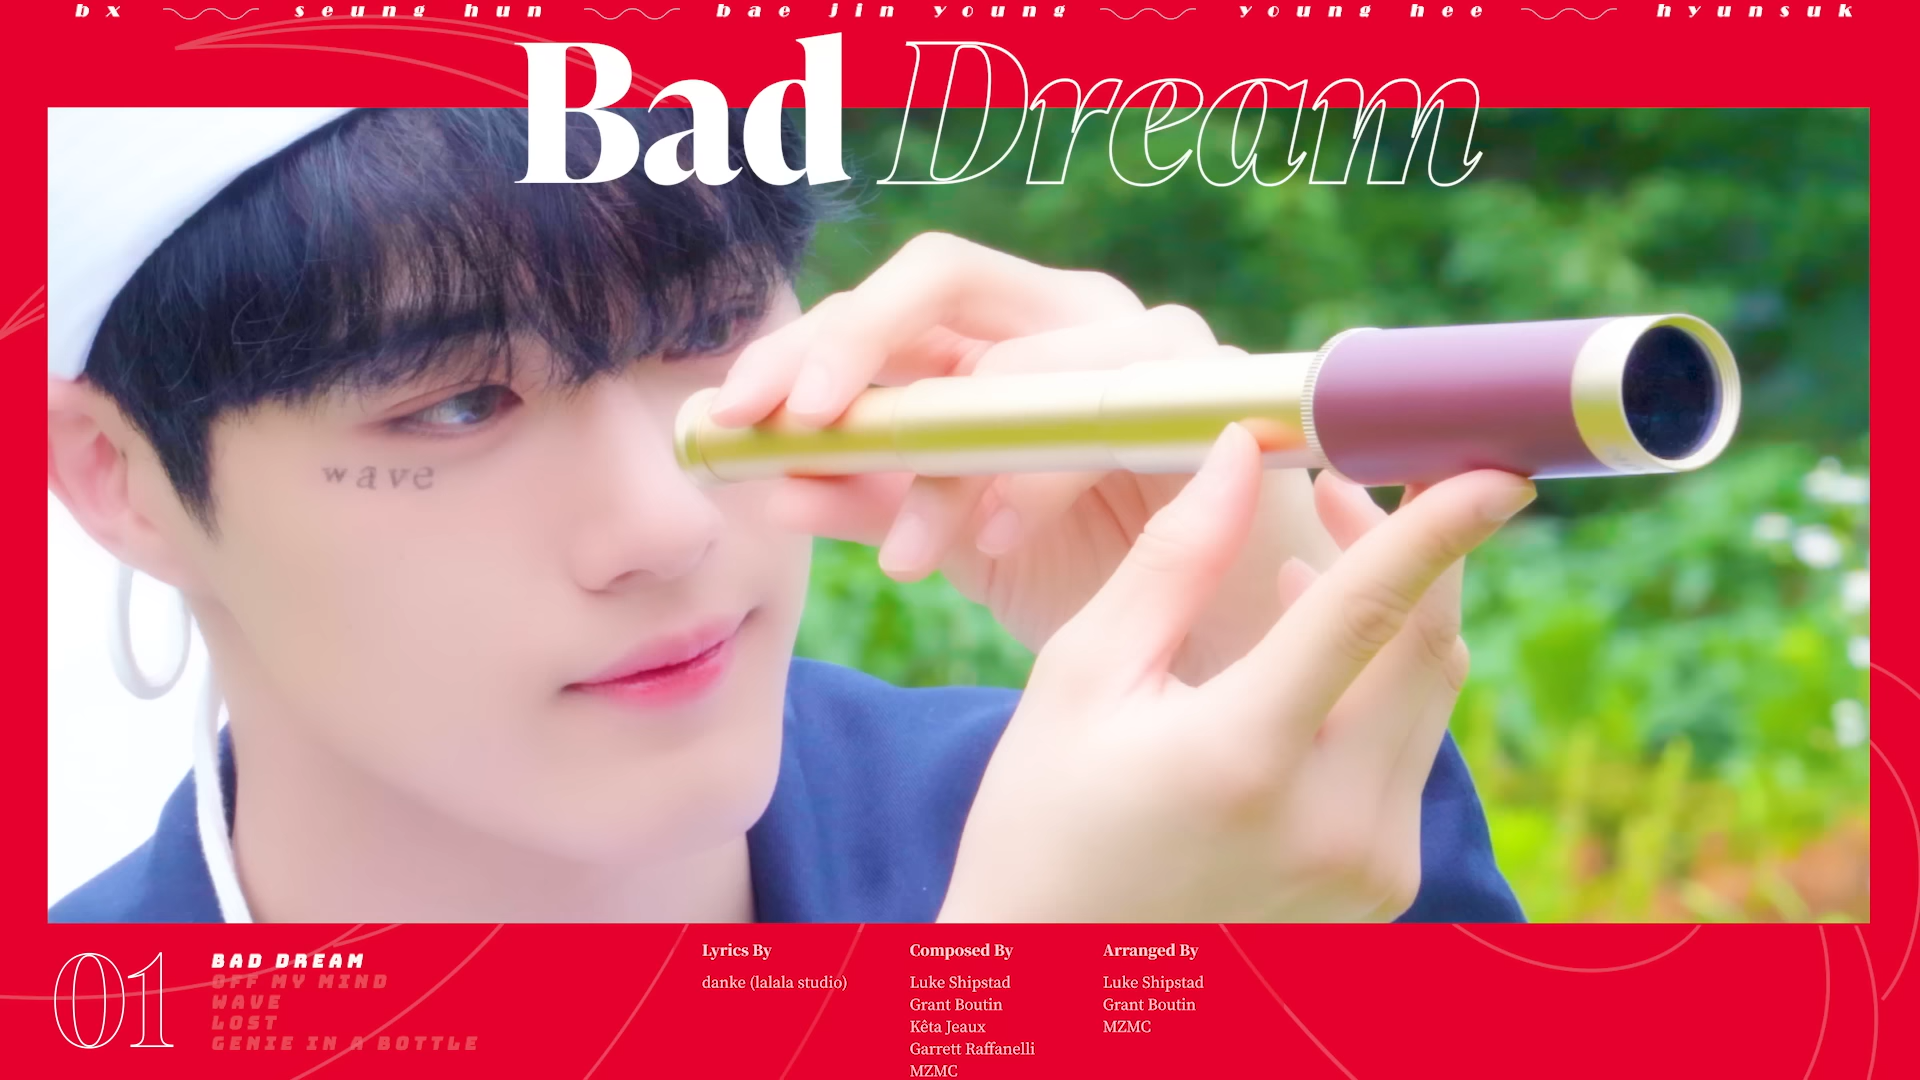 bx seung hun bae jin young young hee hyunsuk
Bad Dream
wave
01
BAD DREAM
OFF MY MIND
WAVE
LOST
GENIE IN A BOTTLE
Lyrics By
danke (lalala studio)
Composed By
Luke Shipstad
Grant Boutin
Kêta Jeaux
Garrett Raffanelli
MZMC
Arranged By
Luke Shipstad
Grant Boutin
MZMC